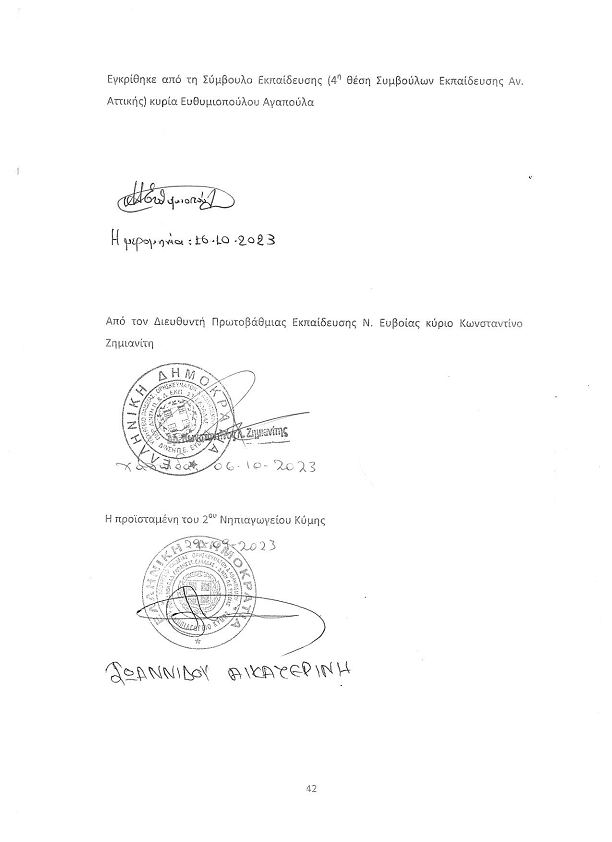 Εγκρίθηκε από τη Σύμβουλο Εκπαίδευσης (4η θέση Συμβούλων Εκπαίδευσης Αν.
Αττικής) κυρία Ευθυμιοπούλου Αγαπούλα
Ημερομηνία : 16.10.2023
Από τον Διευθυντή Πρωτοβάθμιας Εκπαίδευσης Ν. Ευβοίας κύριο Κωνσταντίνο
Ζημιανίτη
ΕΛΛΗΝΙΚΗ ΔΗΜΟΚΡΑΤΙΑ
Κωνσταντίνος Ζημιανίτης
Χαλκίδα 06-10-2023
Η προϊσταμένη του 2ου Νηπιαγωγείου Κύμης
ΕΛΛΗΝΙΚΗ ΔΗΜΟΚΡΑΤΙΑ
ΙΩΑΝΝΙΔΟΥ ΑΙΚΑΤΕΡΙΝΗ
42